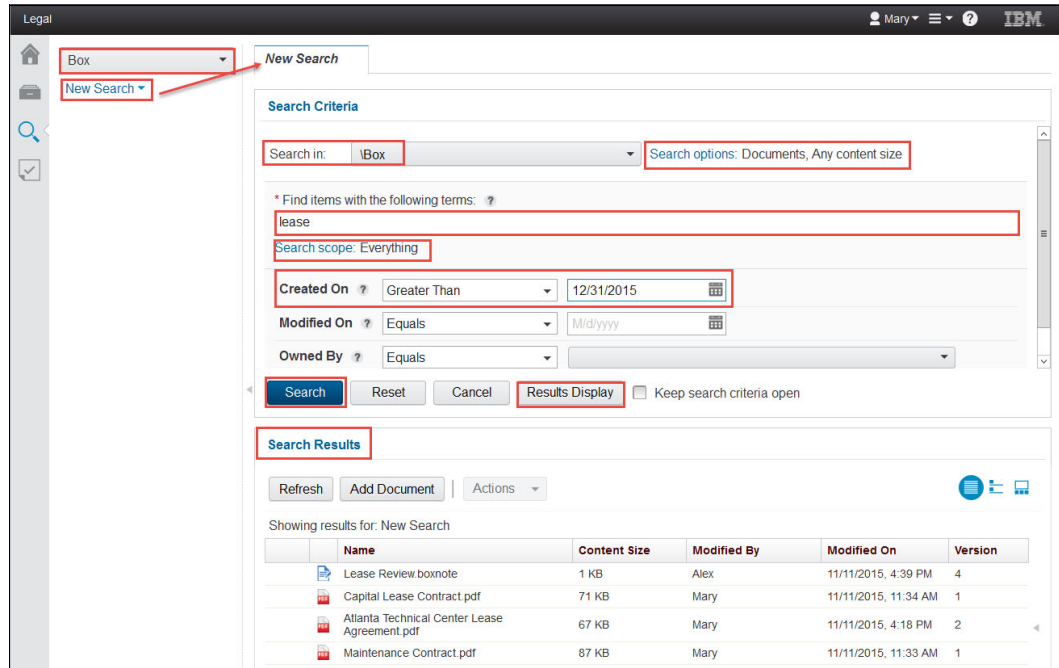 Legal
Mary
?
IBM
Box
New Search
New Search
Search Criteria
Search in: \Box
Search options: Documents, Any content size
* Find items with the following terms: ?
lease
Search scope: Everything
Created On ? Greater Than 12/31/2015
Modified On ? Equals M/d/yyyy
Owned By ? Equals
Search Reset Cancel Results Display Keep search criteria open
Search Results
Refresh Add Document Actions
Showing results for: New Search
Name Content Size Modified By Modified On Version
Lease Review.boxnote 1 KB Alex 11/11/2015, 4:39 PM 4
Capital Lease Contract.pdf 71 KB Mary 11/11/2015, 11:34 AM 1
Atlanta Technical Center Lease
Agreement.pdf 67 KB Mary 11/11/2015, 4:18 PM 2
Maintenance Contract.pdf 87 KB Mary 11/11/2015, 11:33 AM 1